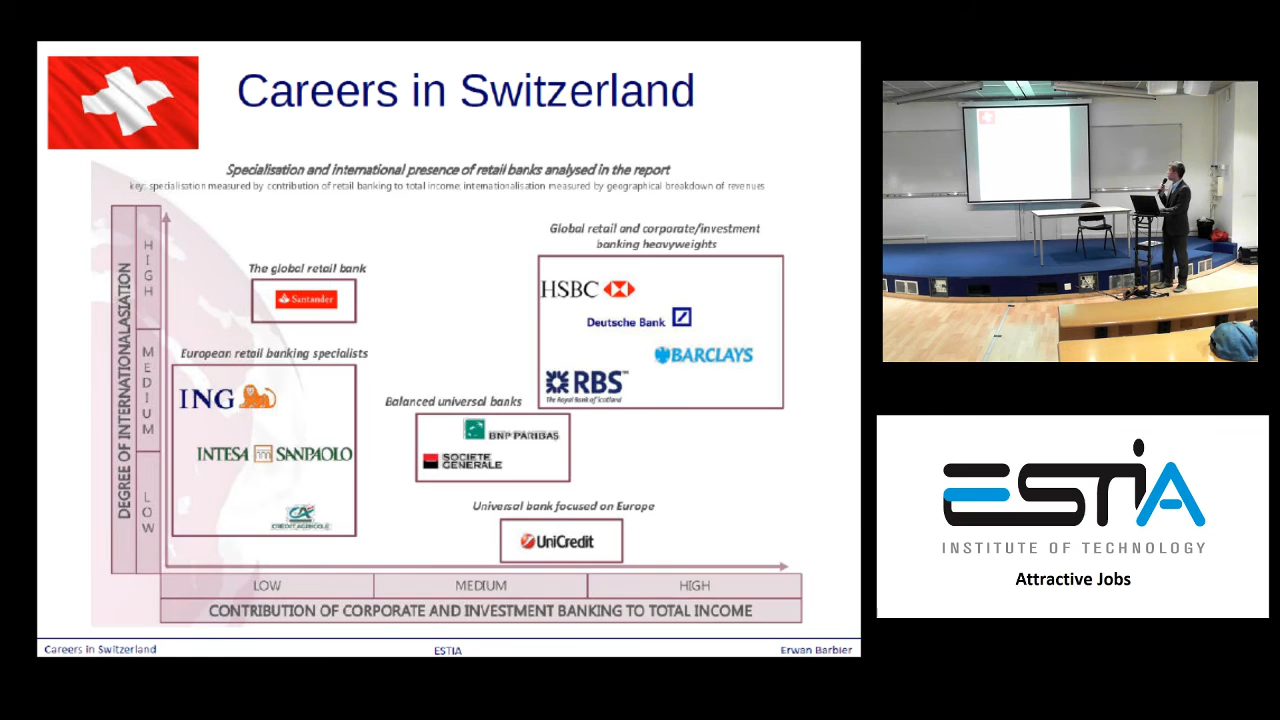 Careers in Switzerland
Specialisation and international presence of retail banks analysed in the report
key: specialisation measured by contribution of retail banking to total income; internationalisation measured by geographical breakdown of revenues
Global retail and corporate/investment
banking heavyweights
The global retail bank
Santander
HSBC
Deutsche Bank
BARCLAYS
RBS™
The Royal Bank of Scotland
European retail banking specialists
ING
INTESA SANPAOLO
CA
CRÉDIT AGRICOLE
Balanced universal banks
BNP PARIBAS
SOCIETE
GENERALE
Universal bank focused on Europe
UniCredit
DEGREE OF INTERNATIONALASIATION
HIGH
MEDIUM
LOW
LOW MEDIUM HIGH
CONTRIBUTION OF CORPORATE AND INVESTMENT BANKING TO TOTAL INCOME
Careers in Switzerland ESTIA Erwan Barbier
ESTIA
INSTITUTE OF TECHNOLOGY
Attractive Jobs